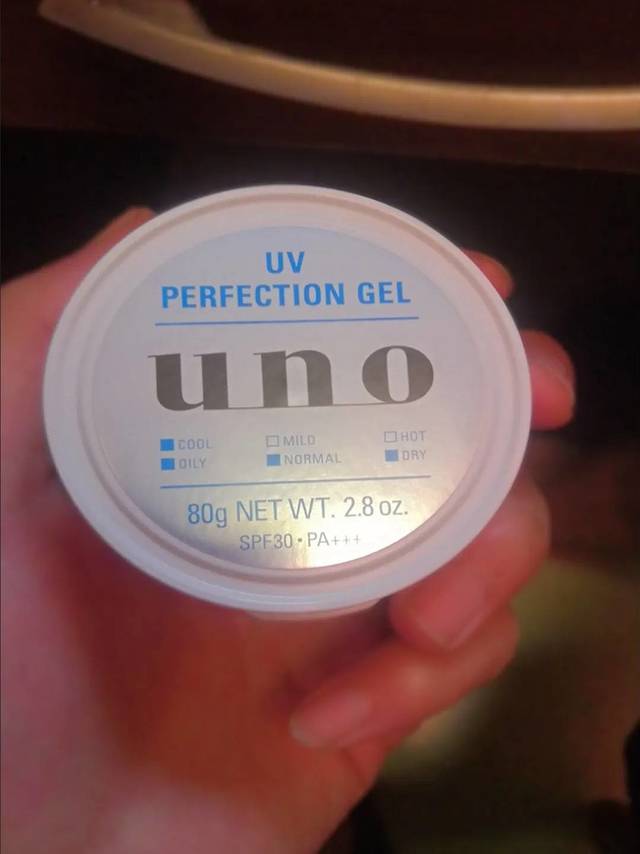 UV
PERFECTION GEL
uno
COOL MILD HOT
OILY NORMAL DRY
80g NET WT. 2.8 oz.
SPF30・PA+++